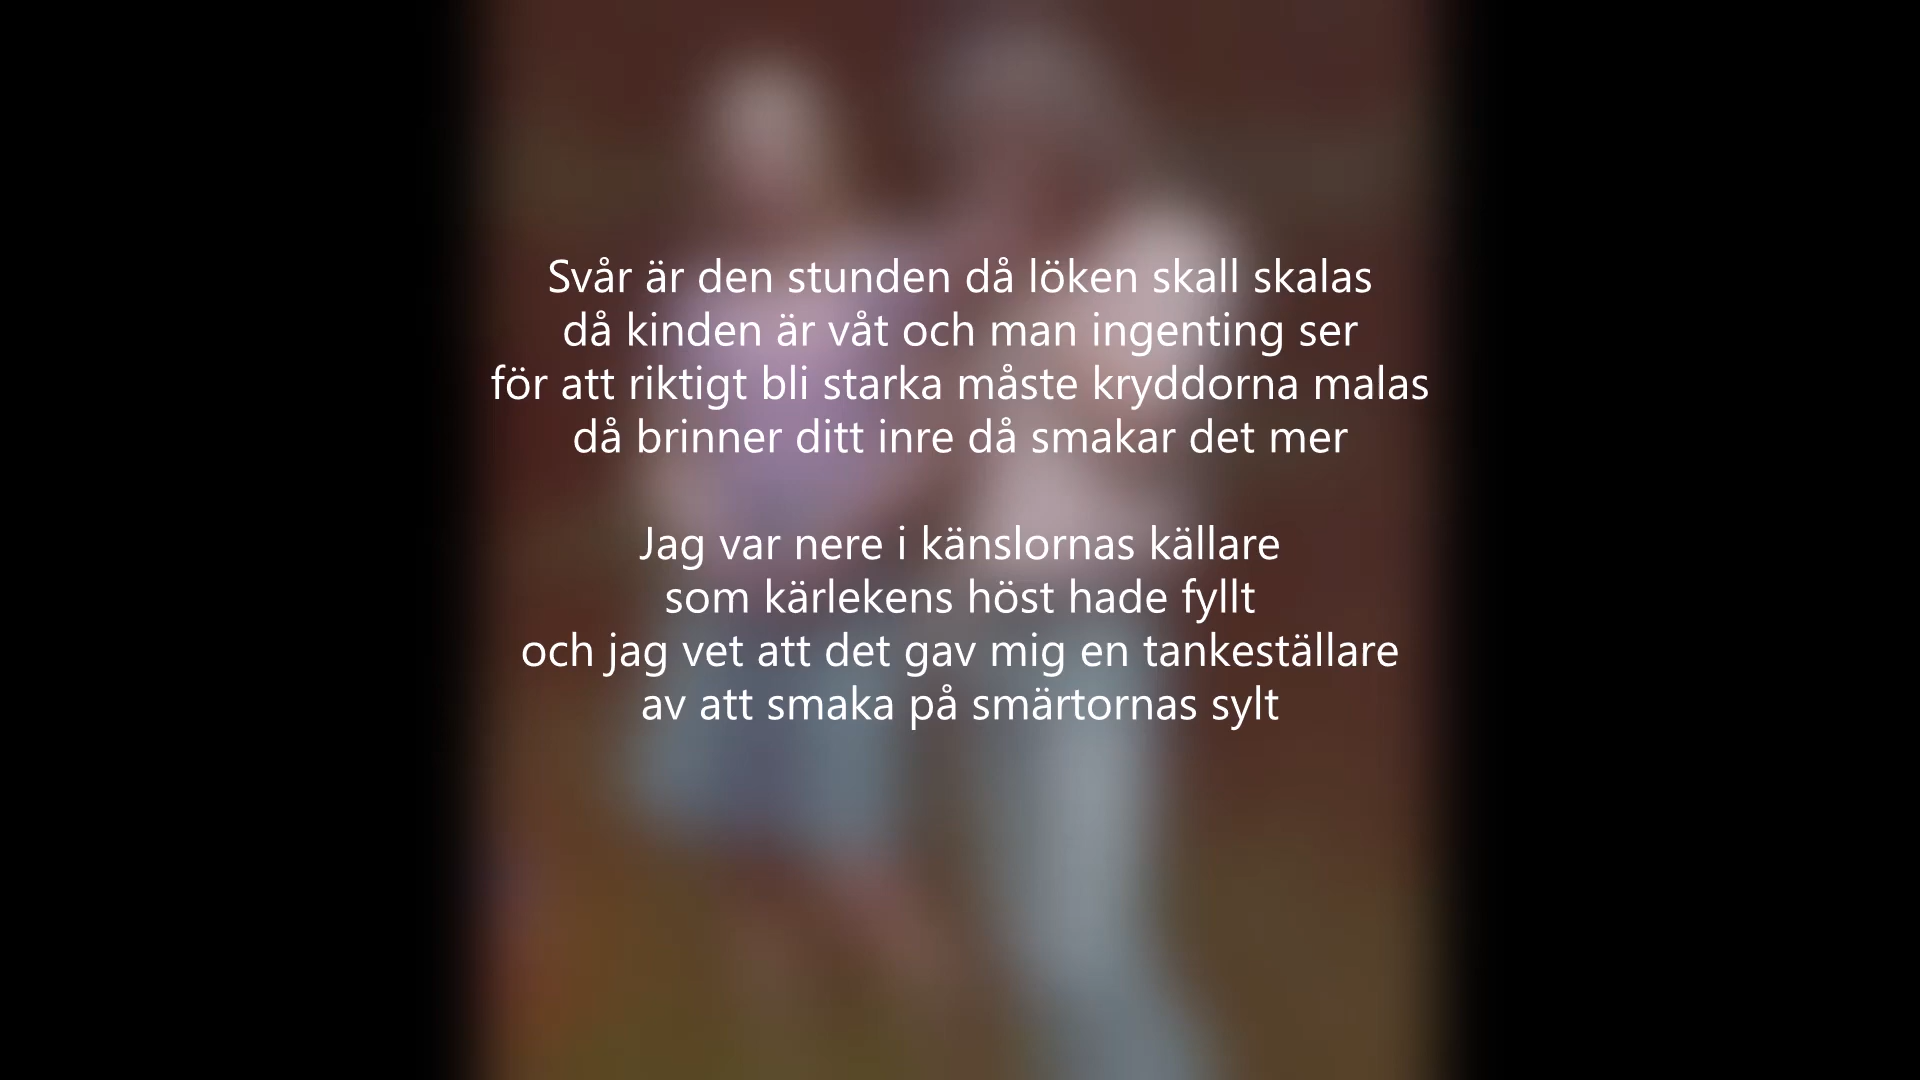 Svår är den stunden då löken skall skalas
då kinden är våt och man ingenting ser
för att riktigt bli starka måste kryddorna malas
då brinner ditt inre då smakar det mer
Jag var nere i känslornas källare
som kärlekens höst hade fyllt
och jag vet att det gav mig en tankeställare
av att smaka på smärtornas sylt